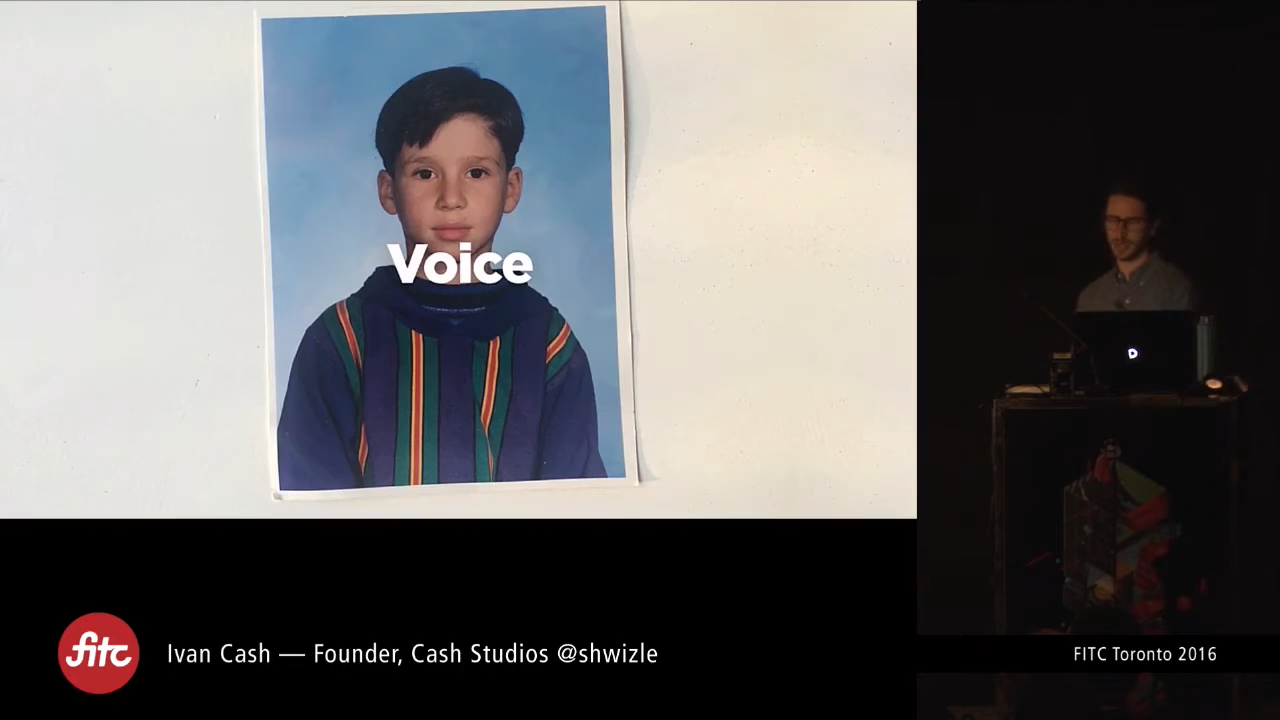 Voice
fitc
Ivan Cash — Founder, Cash Studios @shwizle
FITC Toronto 2016